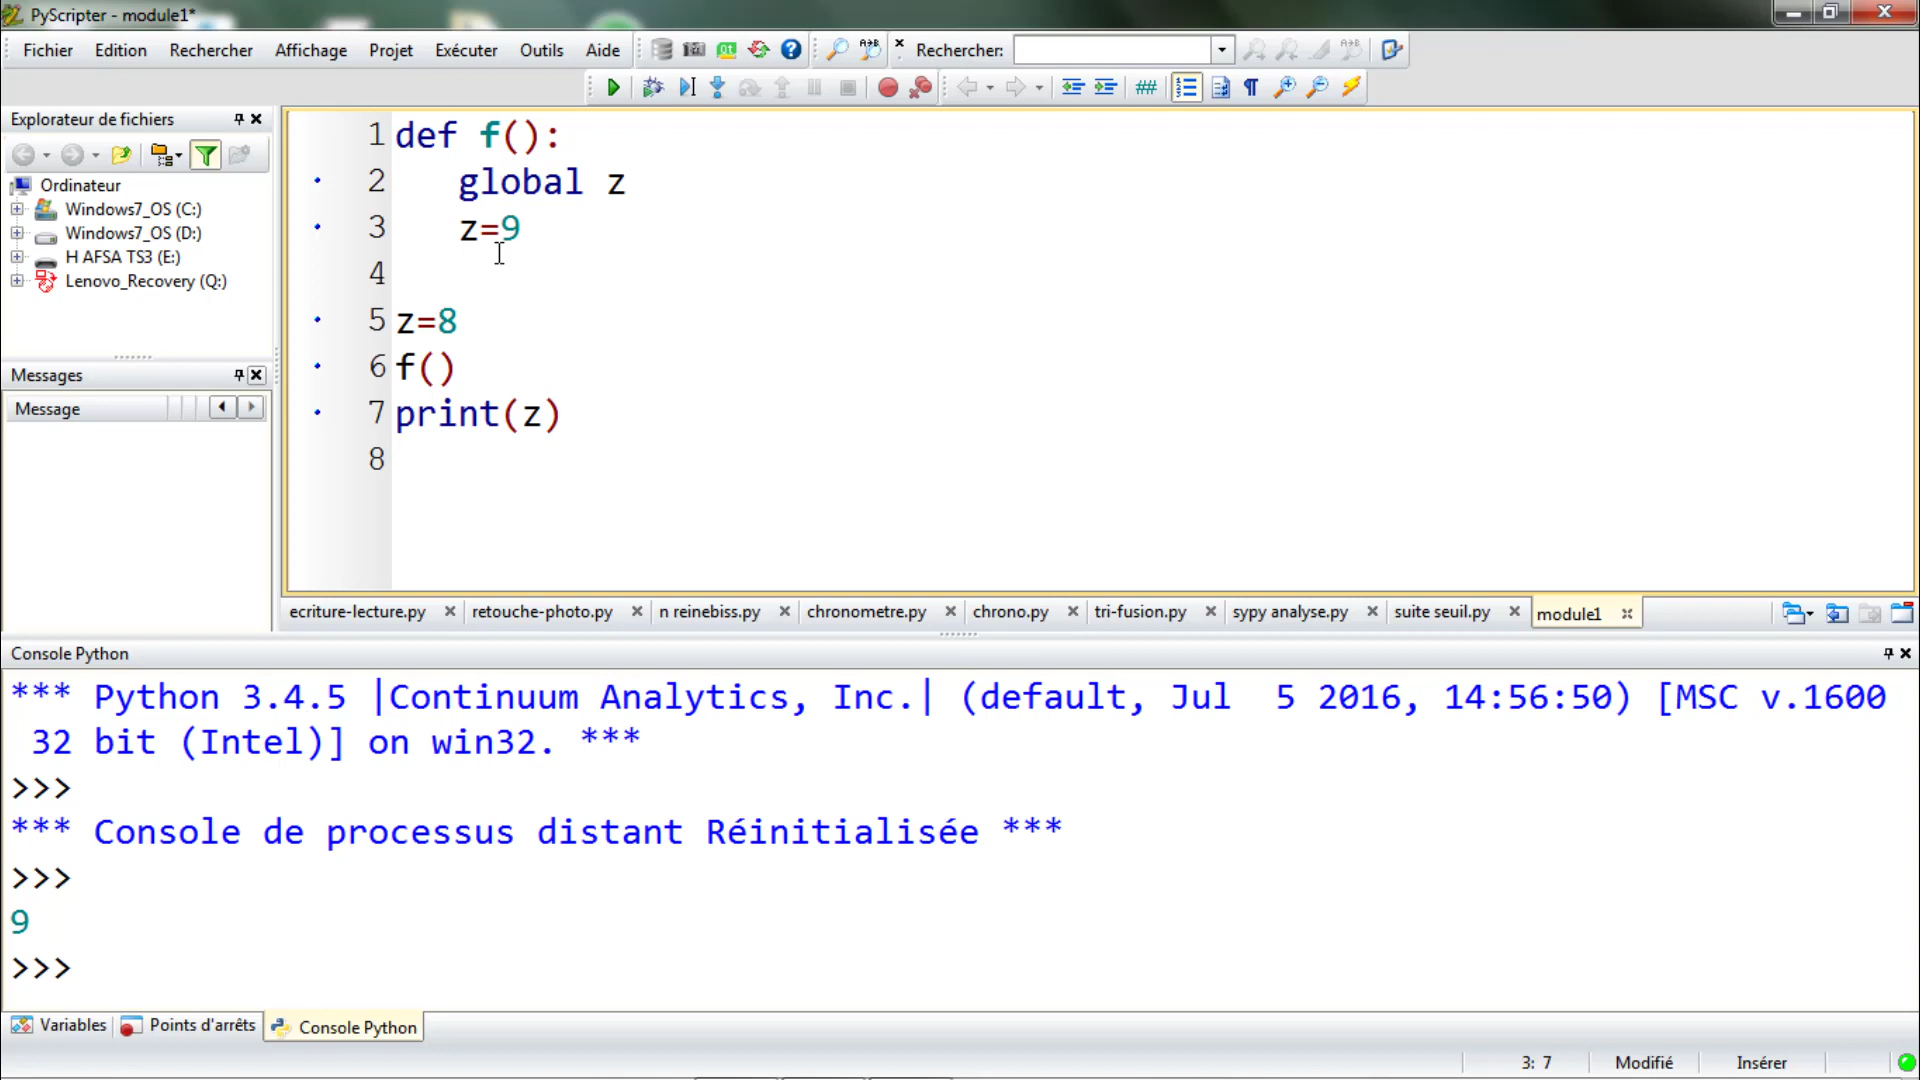 PyScripter - module1*
Fichier Edition Rechercher Affichage Projet Exécuter Outils Aide Rechercher:
Explorateur de fichiers
Ordinateur
Windows7_OS (C:)
Windows7_OS (D:)
H AFSA TS3 (E:)
Lenovo_Recovery (Q:)
Messages
Message
1 def f():
2 global z
3 z=9
4
5 z=8
6 f()
7 print(z)
8
ecriture-lecture.py retouche-photo.py n reinebiss.py chronometre.py chrono.py tri-fusion.py sypy analyse.py suite seuil.py module1
Console Python
*** Python 3.4.5 |Continuum Analytics, Inc.| (default, Jul  5 2016, 14:56:50) [MSC v.1600
32 bit (Intel)] on win32. ***
>>>
*** Console de processus distant Réinitialisée ***
>>>
9
>>>
Variables Points d'arrêts Console Python
3: 7 Modifié Insérer